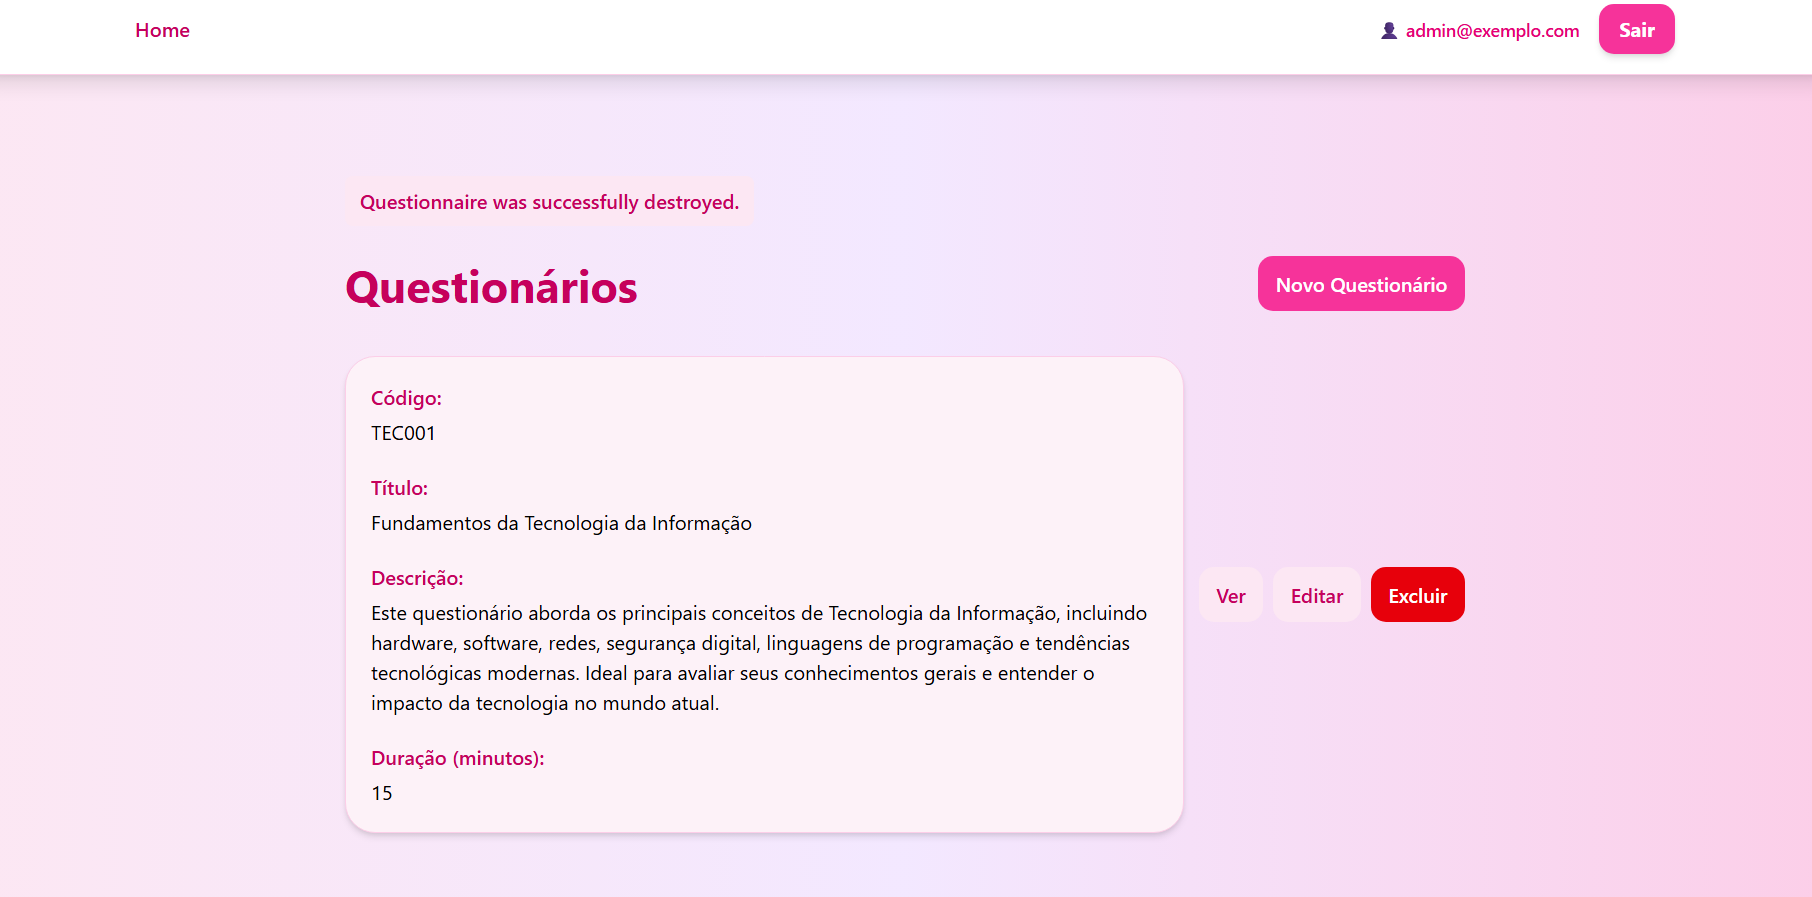 Home
admin@exemplo.com
Sair
Questionnaire was successfully destroyed.
Questionários
Novo Questionário
Código:
TEC001
Título:
Fundamentos da Tecnologia da Informação
Descrição:
Este questionário aborda os principais conceitos de Tecnologia da Informação, incluindo
hardware, software, redes, segurança digital, linguagens de programação e tendências
tecnológicas modernas. Ideal para avaliar seus conhecimentos gerais e entender o
impacto da tecnologia no mundo atual.
Duração (minutos):
15
Ver
Editar
Excluir